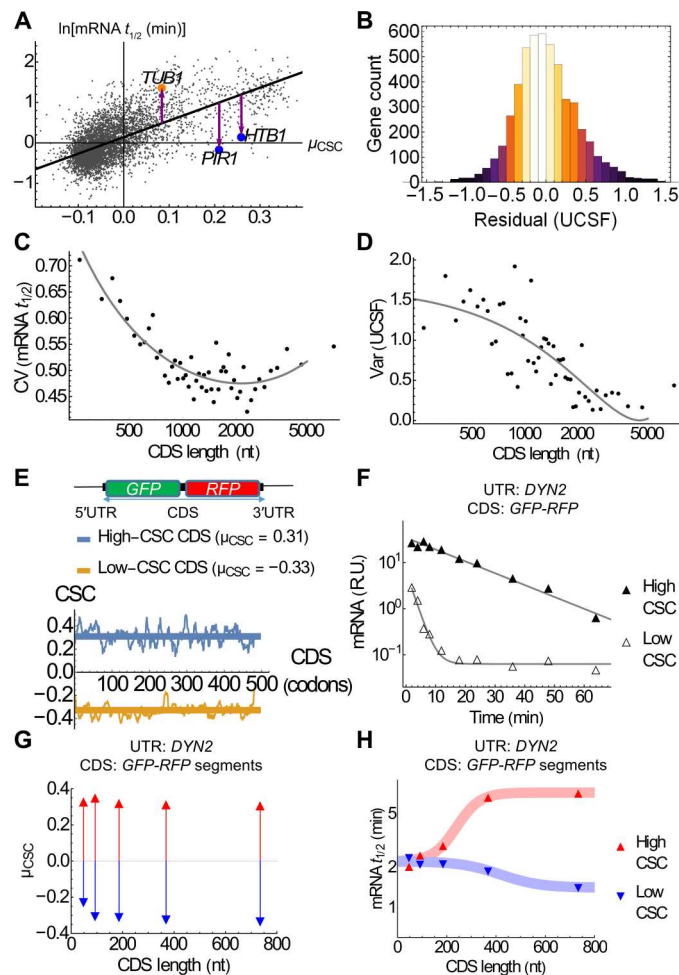 A
ln[mRNA t1/2 (min)]
2
1
0
−1
TUB1
HTB1
PIR1
μCSC
−0.1 0.0 0.1 0.2 0.3
B
Gene count
600
500
400
300
200
100
0
−1.5 −1.0 −0.5 0.0 0.5 1.0 1.5
Residual (UCSF)
C
CV (mRNA t1/2)
0.70
0.65
0.60
0.55
0.50
0.45
500 1000 2000 5000
CDS length (nt)
D
Var (UCSF)
2.0
1.5
1.0
0.5
0.0
500 1000 2000 5000
CDS length (nt)
E
GFP RFP
5′UTR CDS 3′UTR
High−CSC CDS (μCSC = 0.31)
Low−CSC CDS (μCSC = −0.33)
CSC
0.4
0.2
0.0
−0.2
−0.4
100 200 300 400 500
CDS
(codons)
F
UTR: DYN2
CDS: GFP-RFP
mRNA (R.U.)
10¹
10⁰
10⁻¹
0 10 20 30 40 50 60
Time (min)
High
CSC
Low
CSC
G
UTR: DYN2
CDS: GFP-RFP segments
μCSC
0.4
0.2
0.0
−0.2
−0.4
0 200 400 600 800
CDS length (nt)
H
UTR: DYN2
CDS: GFP-RFP segments
mRNA t1/2 (min)
5
2
1
0 200 400 600 800
CDS length (nt)
High
CSC
Low
CSC